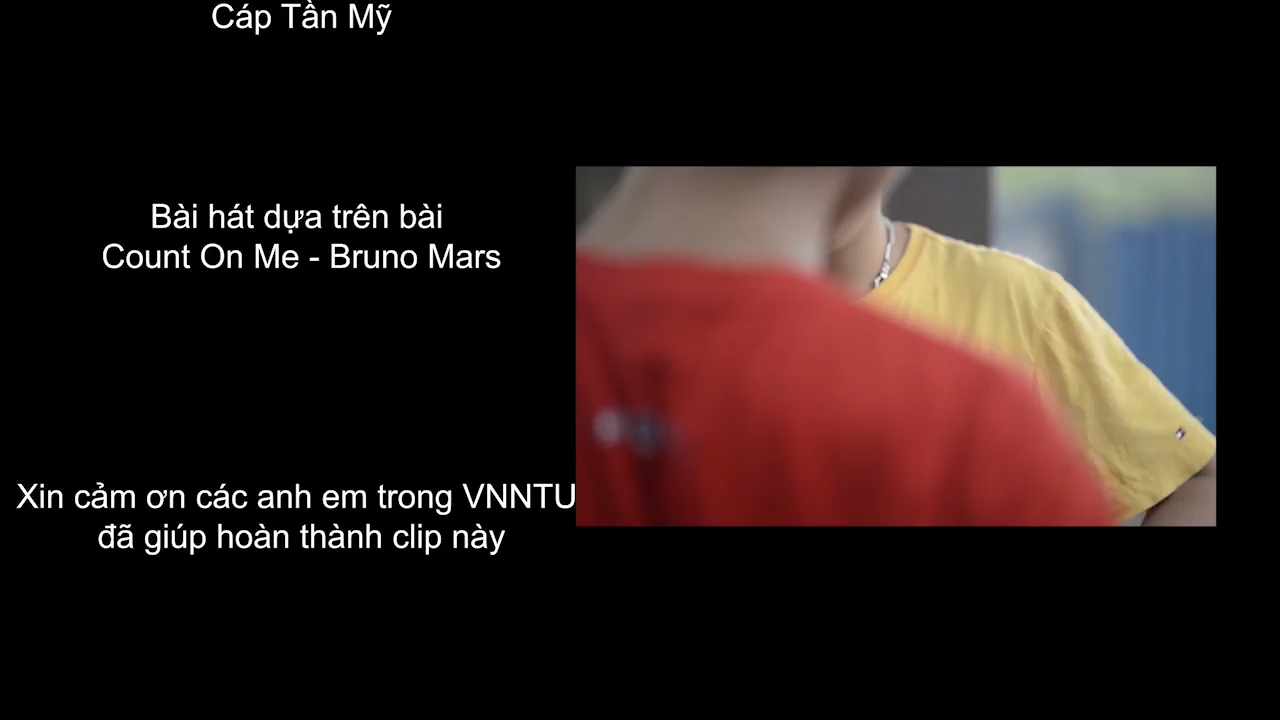 Cáp Tần Mỹ
Bài hát dựa trên bài
Count On Me - Bruno Mars
Xin cảm ơn các anh em trong VNNTU
đã giúp hoàn thành clip này